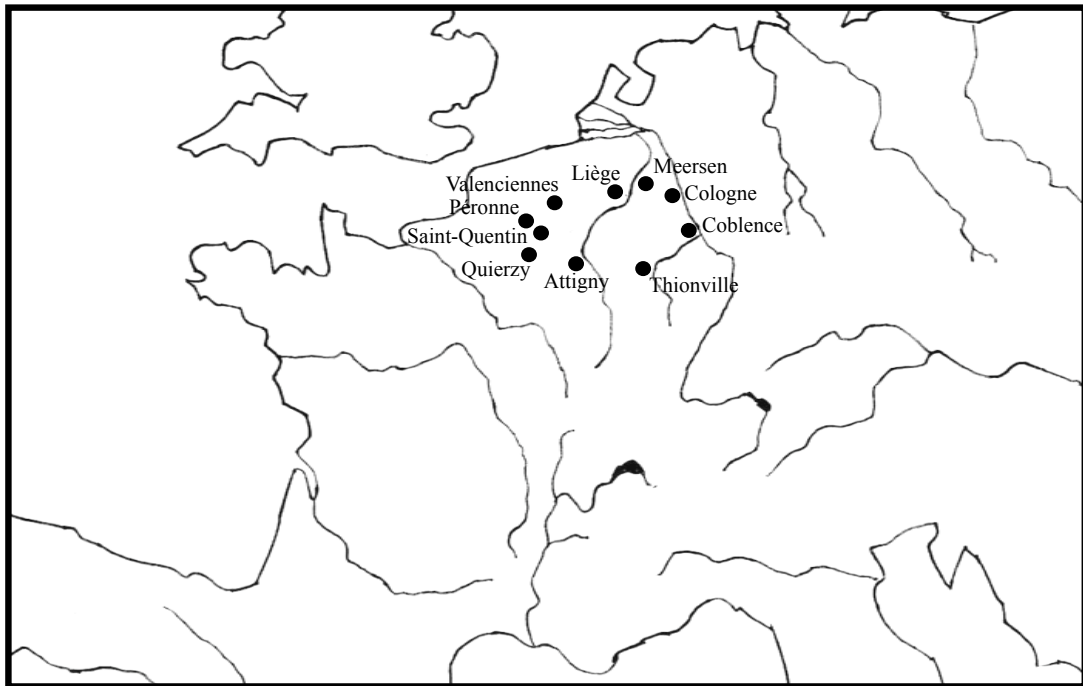 Meersen
Liège
Valenciennes
Cologne
Péronne
Coblence
Saint-Quentin
Quierzy
Attigny
Thionville